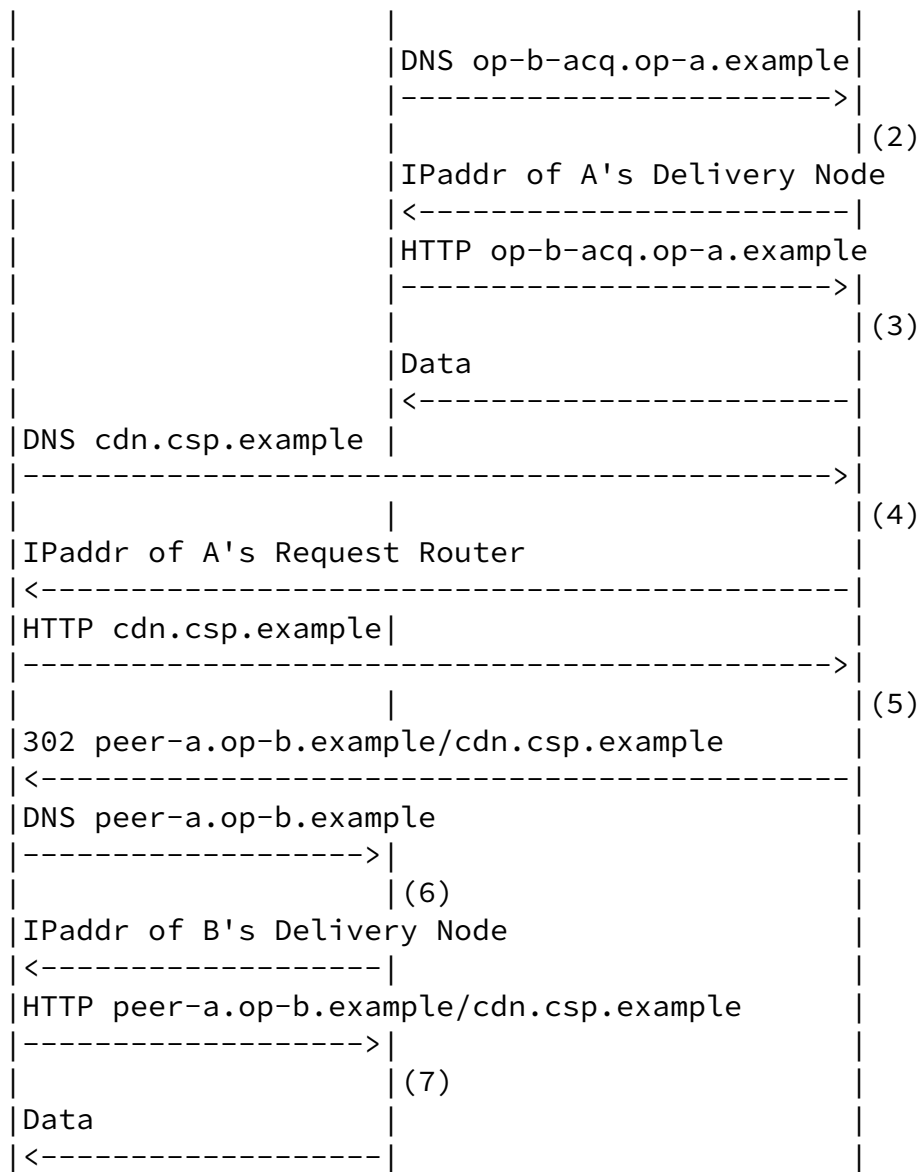 DNS op-b-acq.op-a.example
(2)
IPaddr of A's Delivery Node
HTTP op-b-acq.op-a.example
(3)
Data
DNS cdn.csp.example
(4)
IPaddr of A's Request Router
HTTP cdn.csp.example
(5)
302 peer-a.op-b.example/cdn.csp.example
DNS peer-a.op-b.example
(6)
IPaddr of B's Delivery Node
HTTP peer-a.op-b.example/cdn.csp.example
(7)
Data